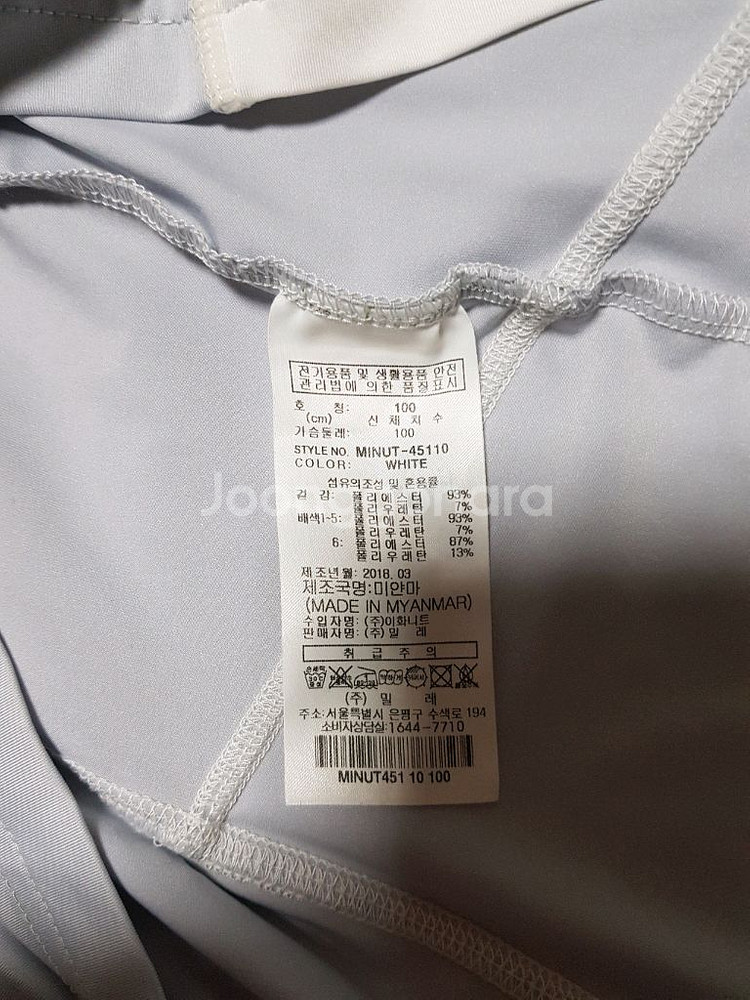 전기용품 및 생활용품 안전
관리법에 의한 품질표시
호 칭: 100
(cm) 신 체 치 수
가슴둘레: 100
STYLE NO. MINUT-45110
COLOR: WHITE
섬유의조성 및 혼용률
겉 감: 폴리에스터 93%
폴리우레탄 7%
배색1~5: 폴리에스터 93%
폴리우레탄 7%
6: 폴리에스터 87%
폴리우레탄 13%
제조년월: 2018. 03
제조국명:미얀마
(MADE IN MYANMAR)
수입자명: (주)이화니트
판매자명: (주) 밀 레
취 급 주 의
손세탁
30℃
중성
(주) 밀 레
주소:서울특별시 은평구 수색로 194
소비자상담실:1644-7710
MINUT451 10 100